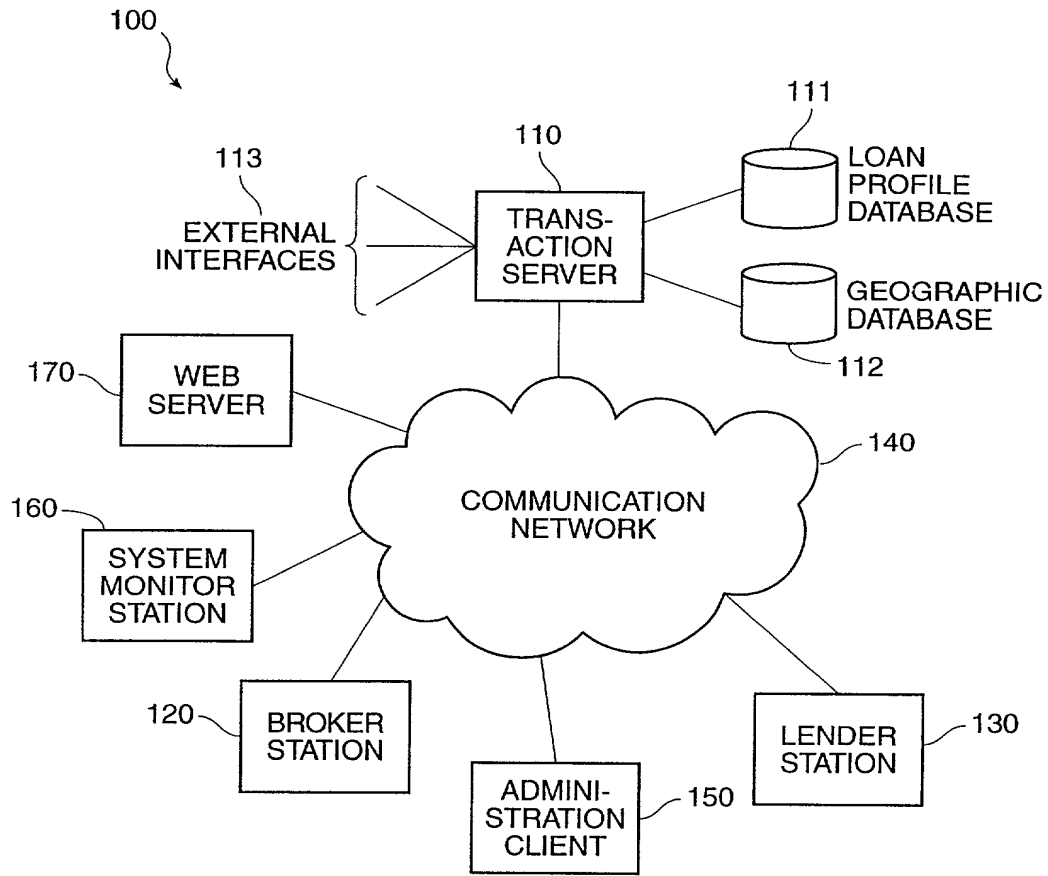 100
111
110
LOAN
PROFILE
DATABASE
113
TRANS-
ACTION
SERVER
EXTERNAL
INTERFACES
GEOGRAPHIC
DATABASE
112
170
WEB
SERVER
140
COMMUNICATION
NETWORK
160
SYSTEM
MONITOR
STATION
120
BROKER
STATION
130
LENDER
STATION
150
ADMINI-
STRATION
CLIENT